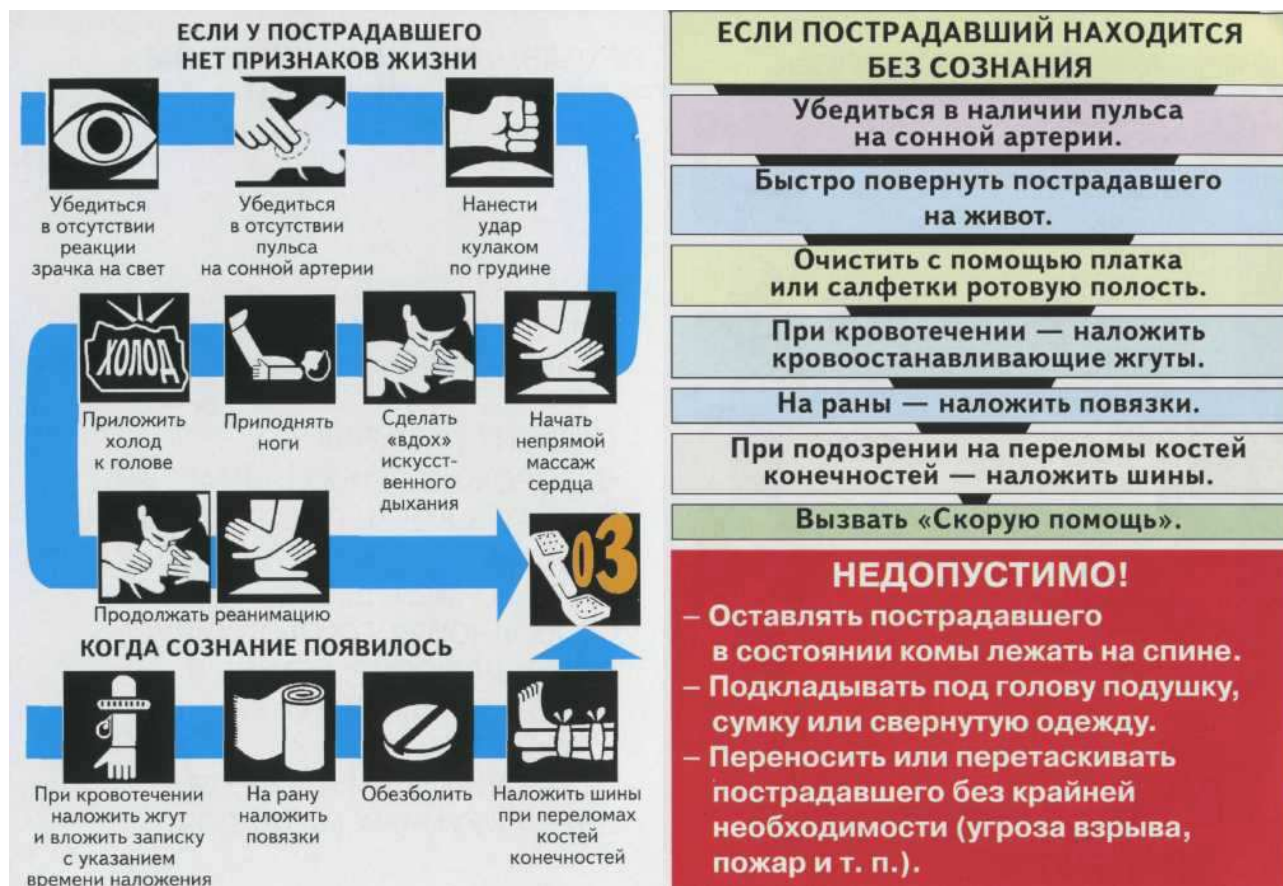 ЕСЛИ У ПОСТРАДАВШЕГО
НЕТ ПРИЗНАКОВ ЖИЗНИ
Убедиться
в отсутствии
реакции
зрачка на свет
Убедиться
в отсутствии
пульса
на сонной артерии
Нанести
удар
кулаком
по грудине
ХОЛОД
Приложить
холод
к голове
Приподнять
ноги
Сделать
«вдох»
искусст-
венного
дыхания
Начать
непрямой
массаж
сердца
Продолжать реанимацию
03
КОГДА СОЗНАНИЕ ПОЯВИЛОСЬ
При кровотечении
наложить жгут
и вложить записку
с указанием
времени наложения
На рану
наложить
повязки
Обезболить
Наложить шины
при переломах
костей
конечностей
ЕСЛИ ПОСТРАДАВШИЙ НАХОДИТСЯ
БЕЗ СОЗНАНИЯ
Убедиться в наличии пульса
на сонной артерии.
Быстро повернуть пострадавшего
на живот.
Очистить с помощью платка
или салфетки ротовую полость.
При кровотечении — наложить
кровоостанавливающие жгуты.
На раны — наложить повязки.
При подозрении на переломы костей
конечностей — наложить шины.
Вызвать «Скорую помощь».
НЕДОПУСТИМО!
– Оставлять пострадавшего
в состоянии комы лежать на спине.
– Подкладывать под голову подушку,
сумку или свернутую одежду.
– Переносить или перетаскивать
пострадавшего без крайней
необходимости (угроза взрыва,
пожар и т. п.).